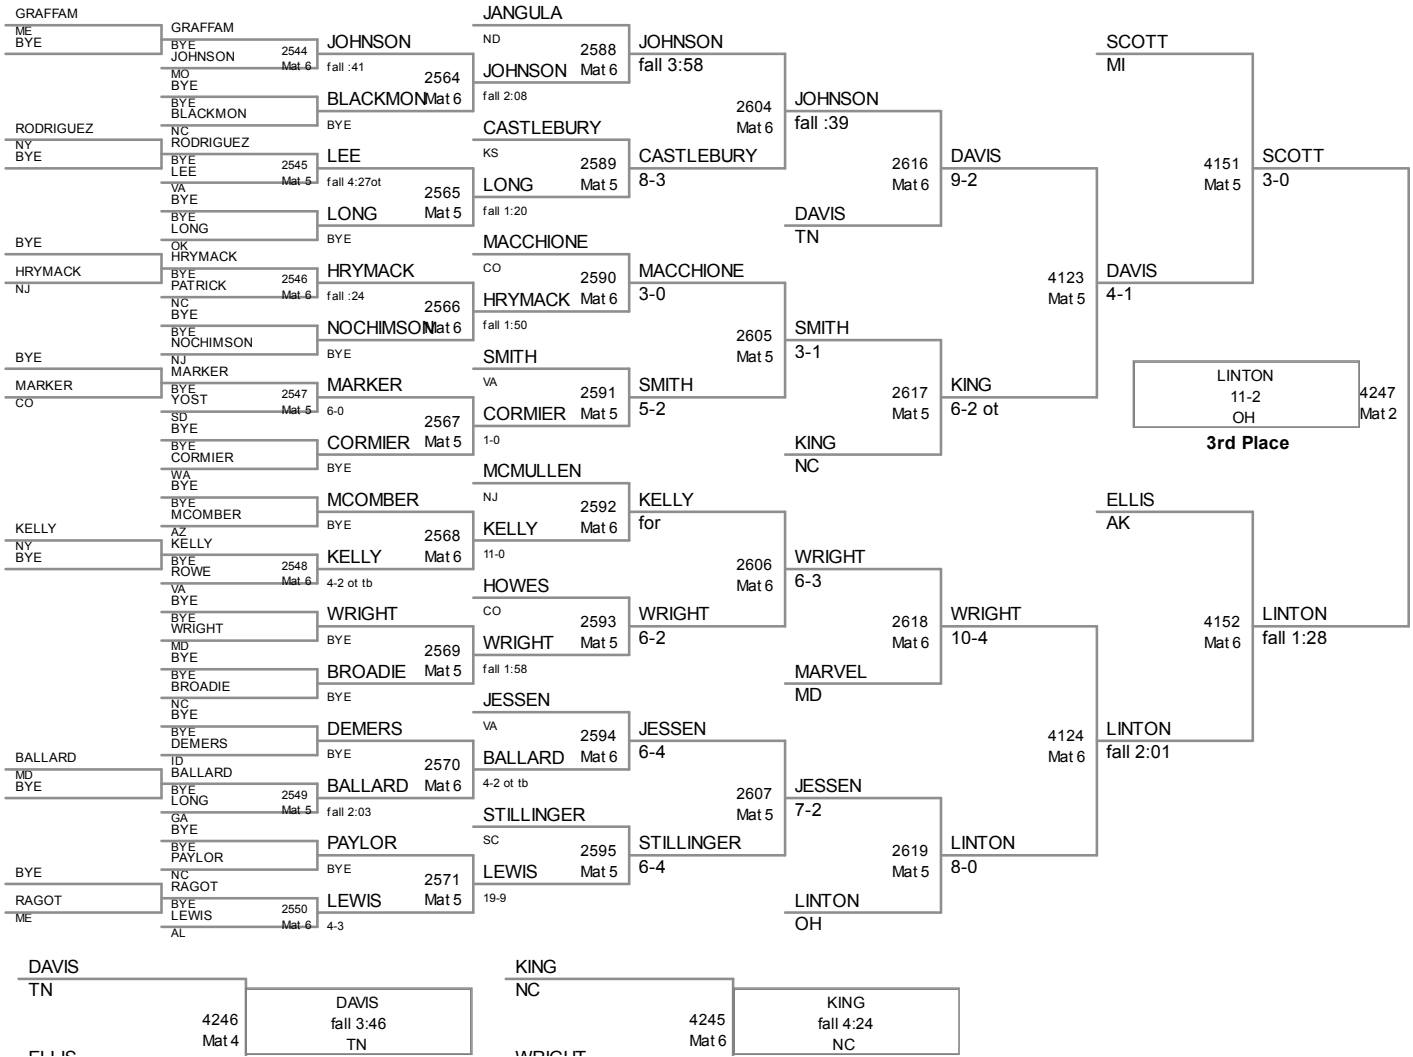 GRAFFAM
ME
BYE
RODRIGUEZ
NY
BYE
BYE
HRYMACK
NJ
BYE
MARKER
CO
KELLY
NY
BYE
BALLARD
MD
BYE
BYE
RAGOT
ME
GRAFFAM
BYE
JOHNSON
2544
Mat 6
MO
BYE
BYE
BLACKMON
NC
RODRIGUEZ
BYE
LEE
2545
Mat 5
VA
BYE
BYE
LONG
OK
HRYMACK
BYE
PATRICK
2546
Mat 6
NC
BYE
BYE
NOCHIMSON
NJ
MARKER
BYE
YOST
2547
Mat 5
SD
BYE
BYE
CORMIER
WA
BYE
BYE
MCOMBER
AZ
KELLY
BYE
ROWE
2548
Mat 6
VA
BYE
BYE
WRIGHT
MD
BYE
BYE
BROADIE
NC
BYE
BYE
DEMERS
ID
BALLARD
BYE
LONG
2549
Mat 5
GA
BYE
BYE
PAYLOR
NC
RAGOT
BYE
LEWIS
2550
Mat 6
AL
JOHNSON
fall :41
2564
Mat 6
BLACKMON
BYE
LEE
fall 4:27ot
2565
Mat 5
LONG
BYE
HRYMACK
fall :24
2566
Mat 6
NOCHIMSON
BYE
MARKER
6-0
2567
Mat 5
CORMIER
BYE
MCOMBER
BYE
2568
Mat 6
KELLY
4-2 ot tb
WRIGHT
BYE
2569
Mat 5
BROADIE
BYE
DEMERS
BYE
2570
Mat 6
BALLARD
fall 2:03
PAYLOR
BYE
2571
Mat 5
LEWIS
4-3
JANGULA
ND
2588
Mat 6
JOHNSON
fall 2:08
CASTLEBURY
KS
2589
Mat 5
LONG
fall 1:20
MACCHIONE
CO
2590
Mat 6
HRYMACK
fall 1:50
SMITH
VA
2591
Mat 5
CORMIER
1-0
MCMULLEN
NJ
2592
Mat 6
KELLY
11-0
HOWES
CO
2593
Mat 5
WRIGHT
fall 1:58
JESSEN
VA
2594
Mat 6
BALLARD
4-2 ot tb
STILLINGER
SC
2595
Mat 5
LEWIS
19-9
JOHNSON
fall 3:58
2604
Mat 6
CASTLEBURY
8-3
MACCHIONE
3-0
2605
Mat 5
SMITH
5-2
KELLY
for
2606
Mat 6
WRIGHT
6-2
JESSEN
6-4
2607
Mat 5
STILLINGER
6-4
JOHNSON
fall :39
2616
Mat 6
DAVIS
TN
SMITH
3-1
2617
Mat 5
KING
NC
WRIGHT
6-3
2618
Mat 6
MARVEL
MD
JESSEN
7-2
2619
Mat 5
LINTON
OH
DAVIS
9-2
4123
Mat 5
KING
6-2 ot
WRIGHT
10-4
4124
Mat 6
LINTON
8-0
SCOTT
MI
4151
Mat 5
DAVIS
4-1
ELLIS
AK
4152
Mat 6
LINTON
fall 2:01
SCOTT
3-0
LINTON
fall 1:28
LINTON
11-2
OH
4247
Mat 2
3rd Place
DAVIS
TN
4246
Mat 4
ELLIS
DAVIS
fall 3:46
TN
KING
NC
4245
Mat 6
WRIGHT
KING
fall 4:24
NC